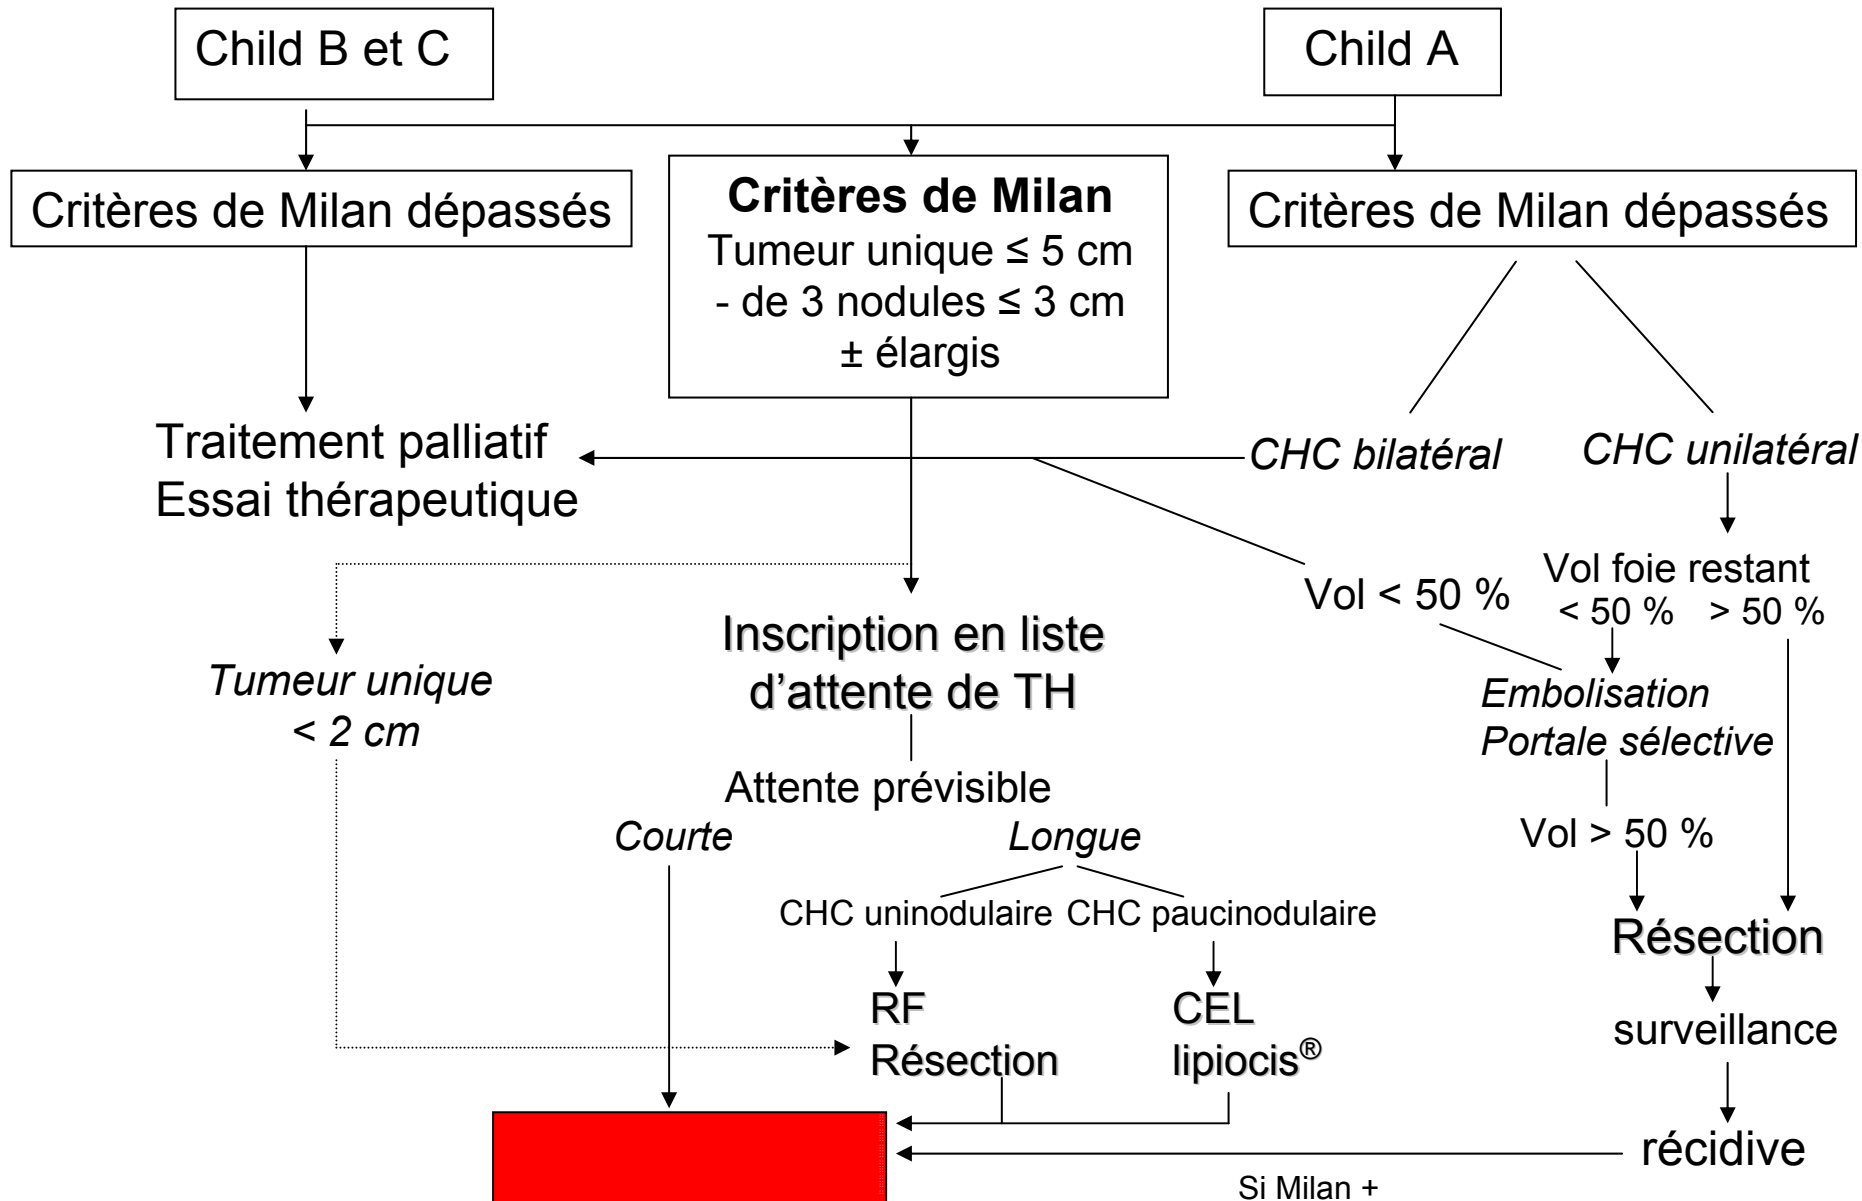 Child B et C
Child A
Critères de Milan dépassés
Critères de Milan
Tumeur unique ≤ 5 cm
- de 3 nodules ≤ 3 cm
± élargis
Critères de Milan dépassés
Traitement palliatif
Essai thérapeutique
CHC bilatéral
CHC unilatéral
Vol < 50 %
Vol foie restant
< 50 % > 50 %
Tumeur unique
< 2 cm
Inscription en liste
d'attente de TH
Embolisation
Portale sélective
Attente prévisible
Courte
Longue
Vol > 50 %
CHC uninodulaire
CHC paucinodulaire
Résection
RF
Résection
CEL
lipiocis®
surveillance
récidive
Si Milan +